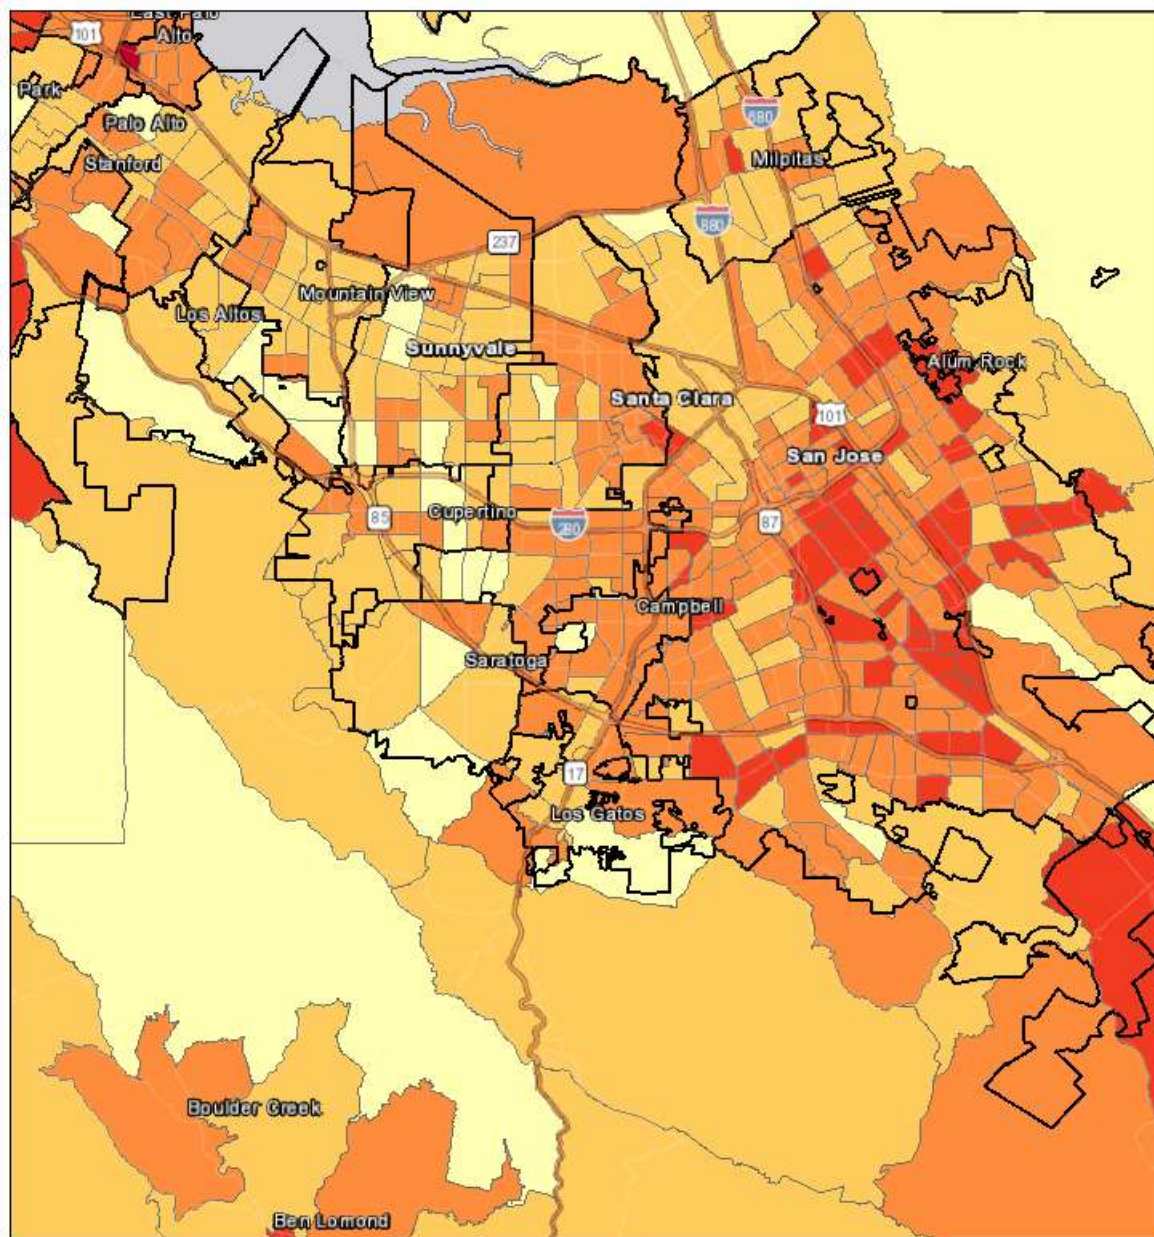 East Palo
Alto
101
Park
Palo Alto
Stanford
680
Milpitas
880
237
Mountain View
Los Altos
Sunnyvale
Alum Rock
Santa Clara
101
San Jose
85
Cupertino
280
87
Campbell
Saratoga
17
Los Gatos
Boulder Creek
Ben Lomond